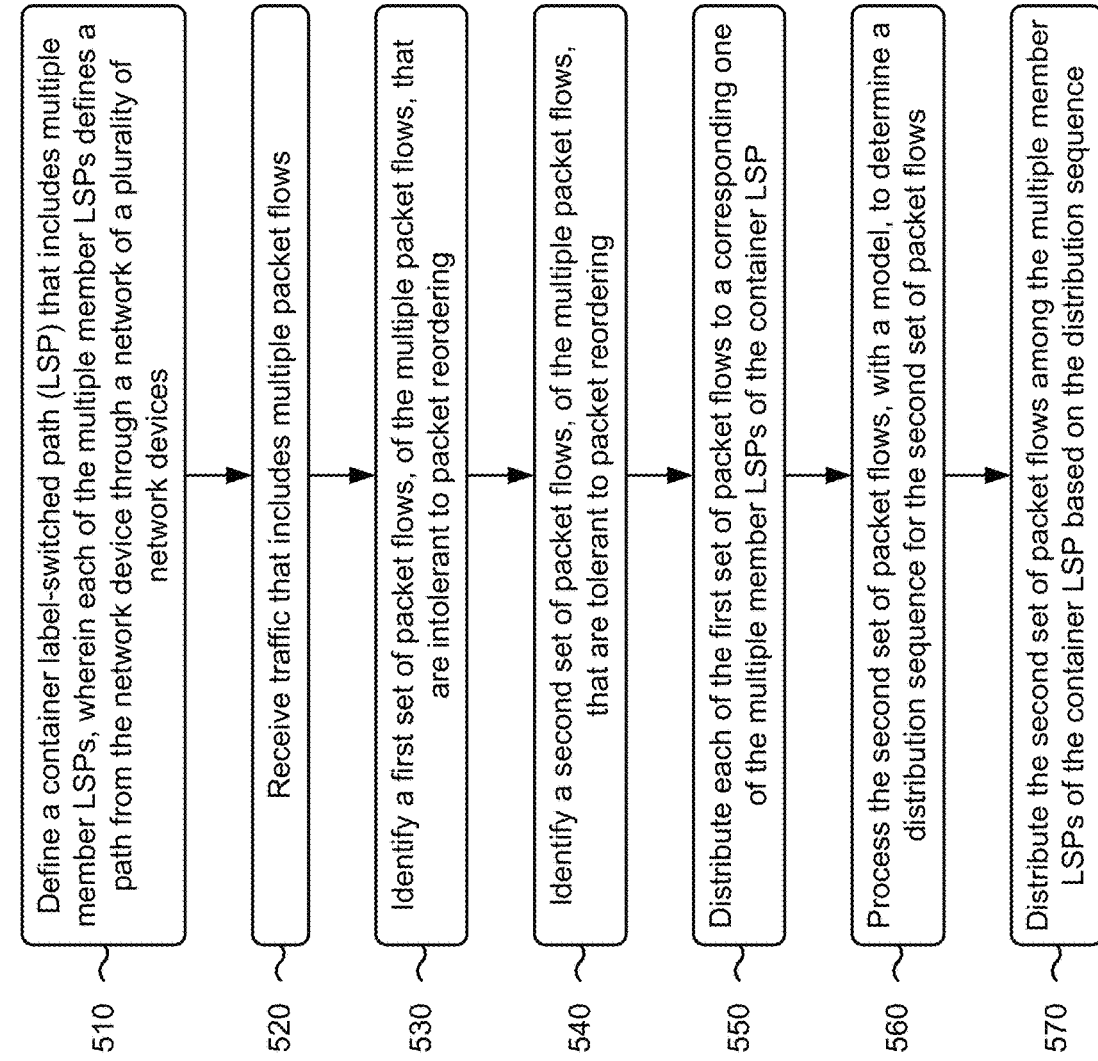 510
Define a container label-switched path (LSP) that includes multiple
member LSPs, wherein each of the multiple member LSPs defines a
path from the network device through a network of a plurality of
network devices
520
Receive traffic that includes multiple packet flows
530
Identify a first set of packet flows, of the multiple packet flows, that
are intolerant to packet reordering
540
Identify a second set of packet flows, of the multiple packet flows,
that are tolerant to packet reordering
550
Distribute each of the first set of packet flows to a corresponding one
of the multiple member LSPs of the container LSP
560
Process the second set of packet flows, with a model, to determine a
distribution sequence for the second set of packet flows
570
Distribute the second set of packet flows among the multiple member
LSPs of the container LSP based on the distribution sequence